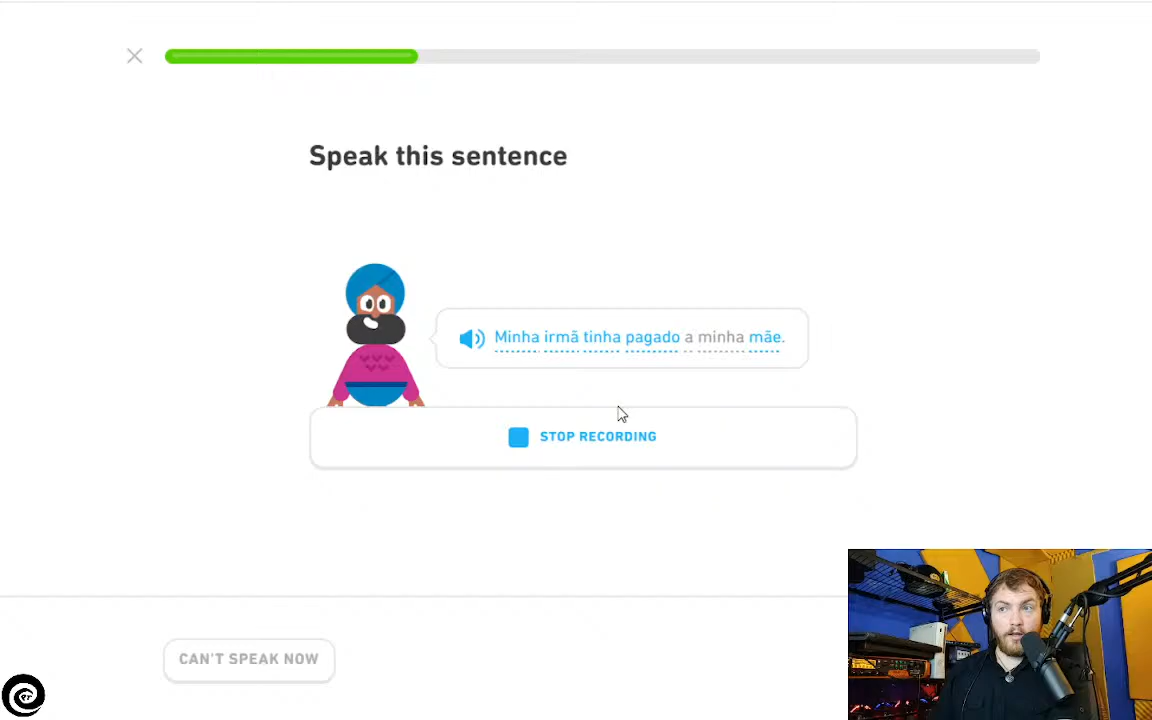 Speak this sentence
Minha irmã tinha pagado a minha mãe.
STOP RECORDING
CAN'T SPEAK NOW